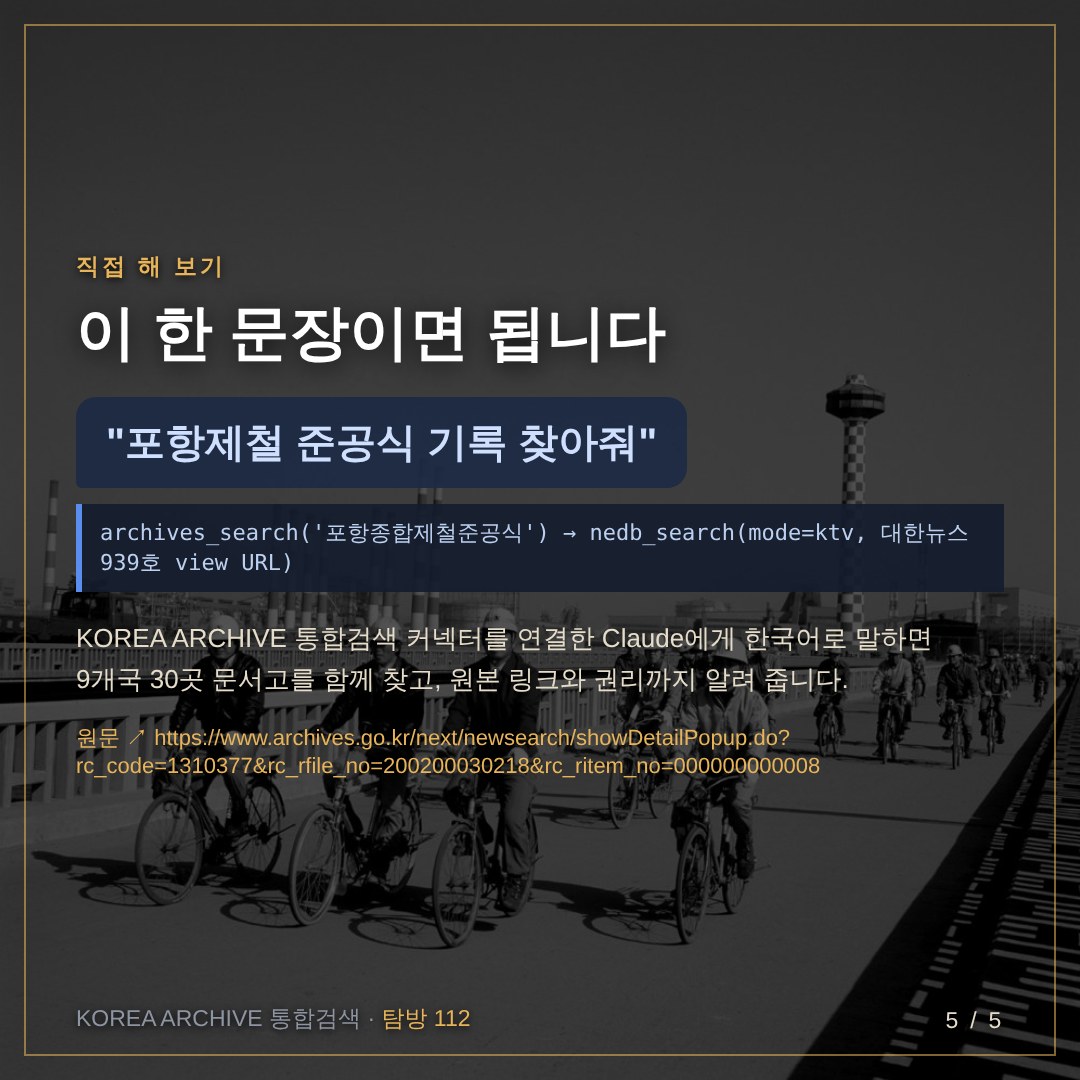 직접 해 보기
이 한 문장이면 됩니다
"포항제철 준공식 기록 찾아줘"
archives_search('포항종합제철준공식') → nedb_search(mode=ktv, 대한뉴스
939호 view URL)
KOREA ARCHIVE 통합검색 커넥터를 연결한 Claude에게 한국어로 말하면
9개국 30곳 문서고를 함께 찾고, 원본 링크와 권리까지 알려 줍니다.
원문 ↗ https://www.archives.go.kr/next/newsearch/showDetailPopup.do?
rc_code=1310377&rc_rfile_no=200200030218&rc_ritem_no=000000000008
KOREA ARCHIVE 통합검색 · 탐방 112
5 / 5